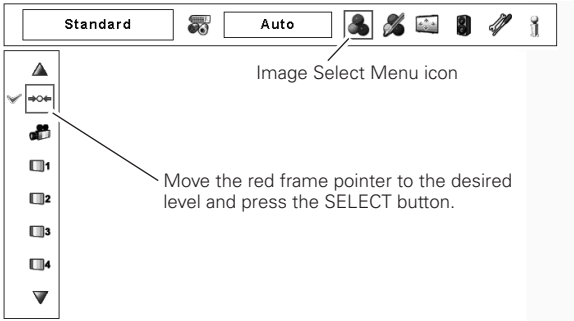 Standard
Auto
Image Select Menu icon
1
Move the red frame pointer to the desired
level and press the SELECT button.
2
3
4